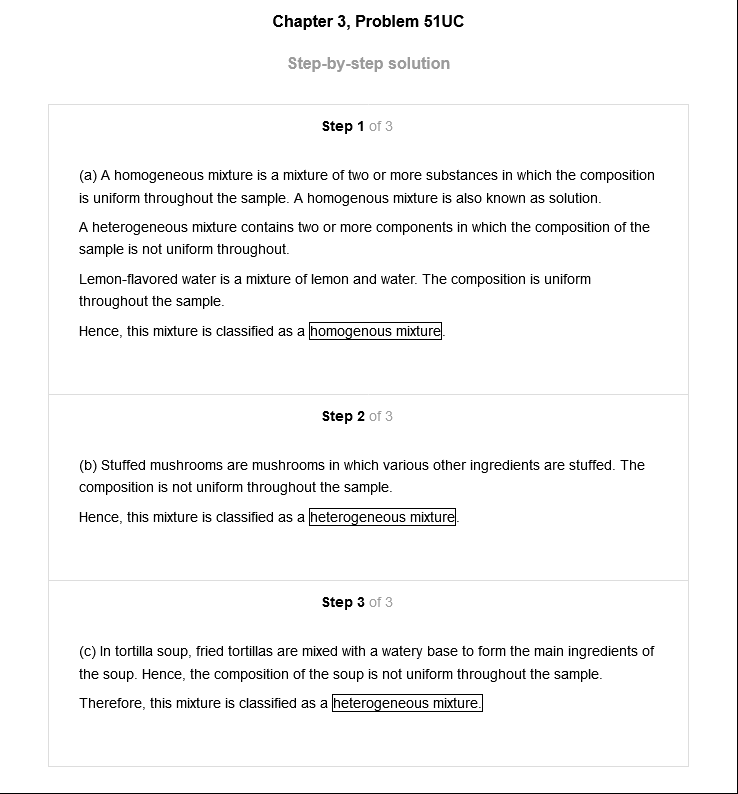 Chapter 3, Problem 51UC
Step-by-step solution
Step 1 of 3
(a) A homogeneous mixture is a mixture of two or more substances in which the composition
is uniform throughout the sample. A homogenous mixture is also known as solution.
A heterogeneous mixture contains two or more components in which the composition of the
sample is not uniform throughout.
Lemon-flavored water is a mixture of lemon and water. The composition is uniform
throughout the sample.
Hence, this mixture is classified as a homogenous mixture.
Step 2 of 3
(b) Stuffed mushrooms are mushrooms in which various other ingredients are stuffed. The
composition is not uniform throughout the sample.
Hence, this mixture is classified as a heterogeneous mixture.
Step 3 of 3
(c) In tortilla soup, fried tortillas are mixed with a watery base to form the main ingredients of
the soup. Hence, the composition of the soup is not uniform throughout the sample.
Therefore, this mixture is classified as a heterogeneous mixture.